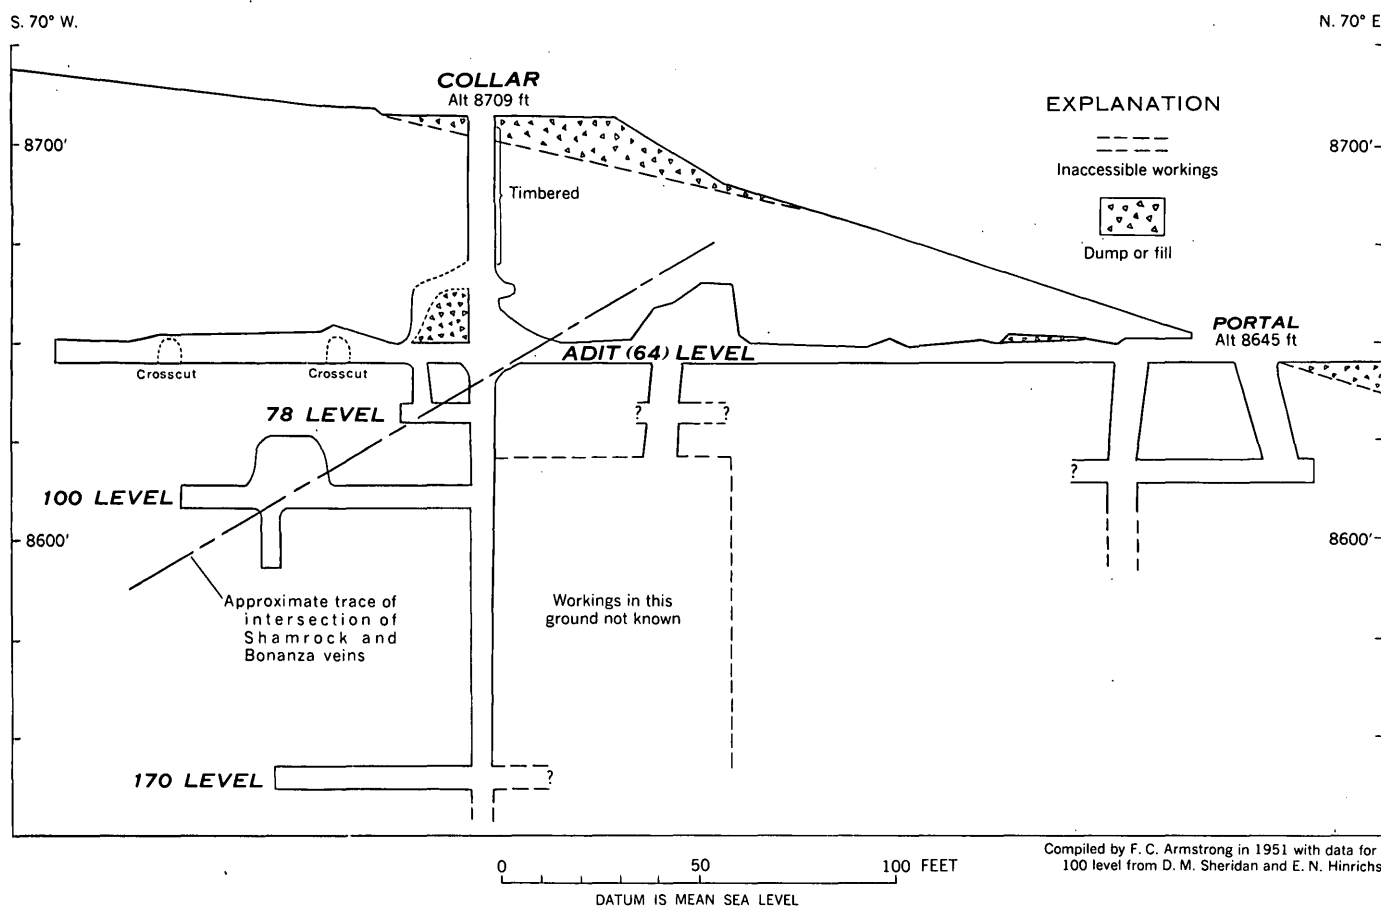 S. 70° W.
N. 70° E
COLLAR
Alt 8709 ft
EXPLANATION
8700'
8700'
Inaccessible workings
Timbered
Dump or fill
PORTAL
Alt 8645 ft
ADIT (64) LEVEL
Crosscut
Crosscut
78 LEVEL
?
?
?
100 LEVEL
8600'
8600'
Approximate trace of
intersection of
Shamrock and
Bonanza veins
Workings in this
ground not known
170 LEVEL
?
Compiled by F. C. Armstrong in 1951 with data for
100 level from D. M. Sheridan and E. N. Hinrichs
0 50 100 FEET
DATUM IS MEAN SEA LEVEL